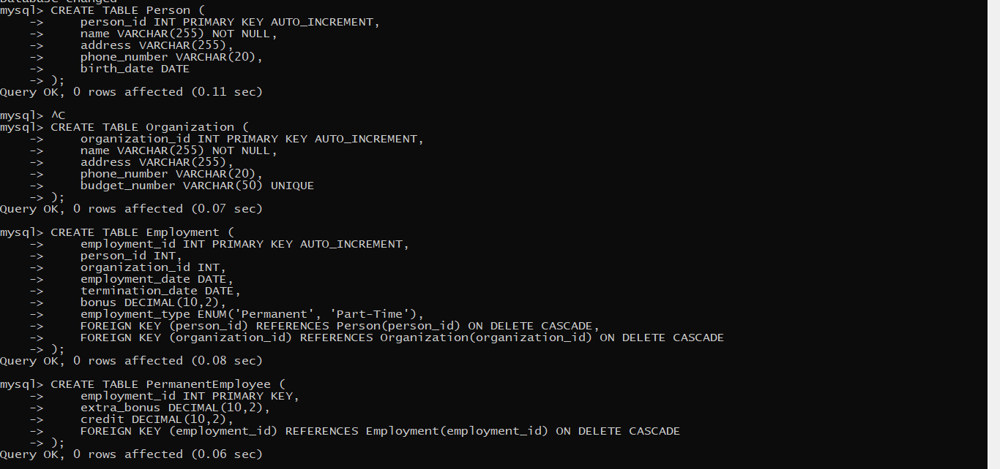 Database changed
mysql> CREATE TABLE Person (
    ->     person_id INT PRIMARY KEY AUTO_INCREMENT,
    ->     name VARCHAR(255) NOT NULL,
    ->     address VARCHAR(255),
    ->     phone_number VARCHAR(20),
    ->     birth_date DATE
    -> );
Query OK, 0 rows affected (0.11 sec)

mysql> ^C
mysql> CREATE TABLE Organization (
    ->     organization_id INT PRIMARY KEY AUTO_INCREMENT,
    ->     name VARCHAR(255) NOT NULL,
    ->     address VARCHAR(255),
    ->     phone_number VARCHAR(20),
    ->     budget_number VARCHAR(50) UNIQUE
    -> );
Query OK, 0 rows affected (0.07 sec)

mysql> CREATE TABLE Employment (
    ->     employment_id INT PRIMARY KEY AUTO_INCREMENT,
    ->     person_id INT,
    ->     organization_id INT,
    ->     employment_date DATE,
    ->     termination_date DATE,
    ->     bonus DECIMAL(10,2),
    ->     employment_type ENUM('Permanent', 'Part-Time'),
    ->     FOREIGN KEY (person_id) REFERENCES Person(person_id) ON DELETE CASCADE,
    ->     FOREIGN KEY (organization_id) REFERENCES Organization(organization_id) ON DELETE CASCADE
    -> );
Query OK, 0 rows affected (0.08 sec)

mysql> CREATE TABLE PermanentEmployee (
    ->     employment_id INT PRIMARY KEY,
    ->     extra_bonus DECIMAL(10,2),
    ->     credit DECIMAL(10,2),
    ->     FOREIGN KEY (employment_id) REFERENCES Employment(employment_id) ON DELETE CASCADE
    -> );
Query OK, 0 rows affected (0.06 sec)